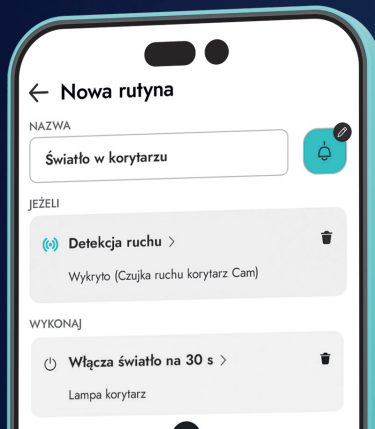 Nowa rutyna
NAZWA
Światło w korytarzu
JEŻELI
Detekcja ruchu >
Wykryto (Czujka ruchu korytarz Cam)
WYKONAJ
Włącza światło na 30 s >
Lampa korytarz